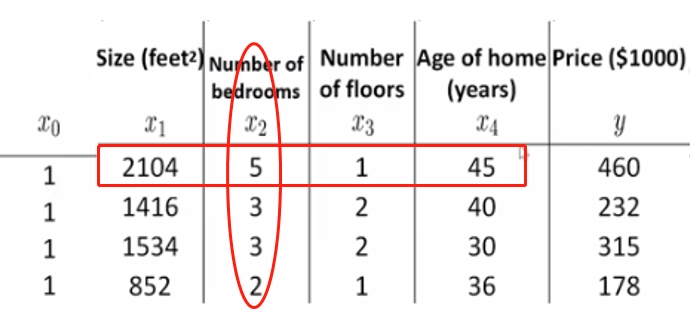 Size (feet²) Number of bedrooms Number of floors Age of home (years) Price ($1000)
x₀ x₁ x₂ x₃ x₄ y
1 2104 5 1 45 460
1 1416 3 2 40 232
1 1534 3 2 30 315
1 852 2 1 36 178